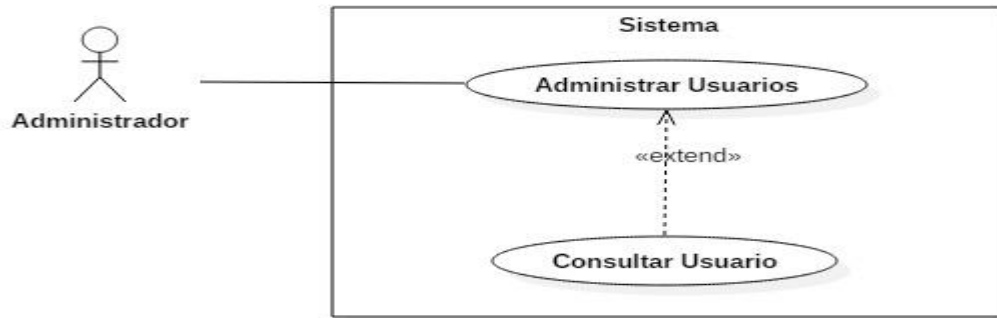 Sistema
Administrar Usuarios
Administrador
«extend»
Consultar Usuario